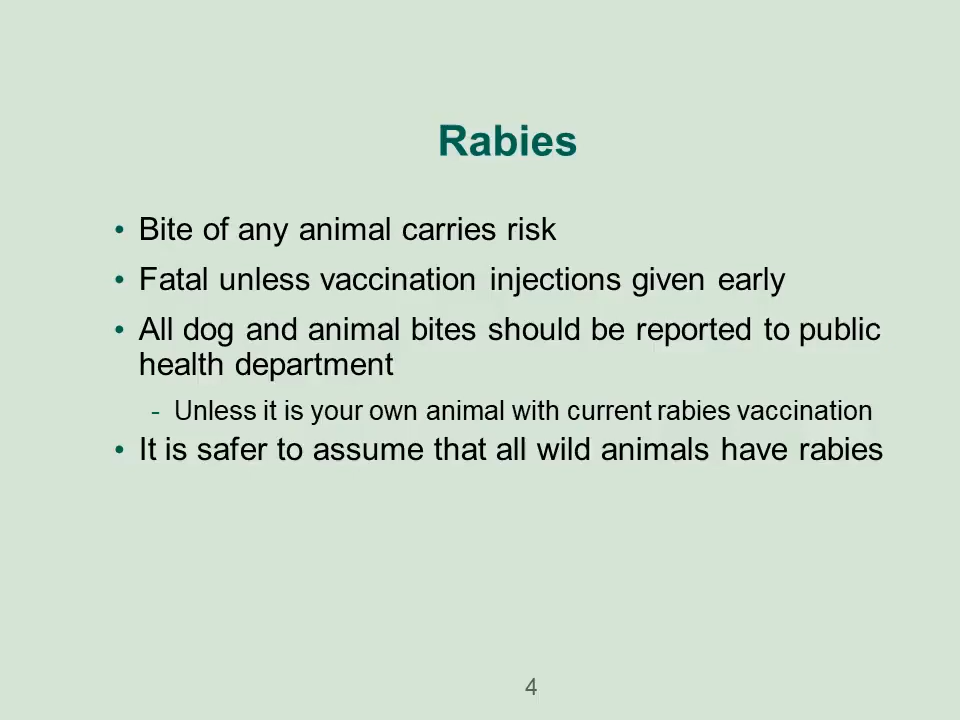 Rabies
• Bite of any animal carries risk
• Fatal unless vaccination injections given early
• All dog and animal bites should be reported to public
health department
- Unless it is your own animal with current rabies vaccination
• It is safer to assume that all wild animals have rabies
4